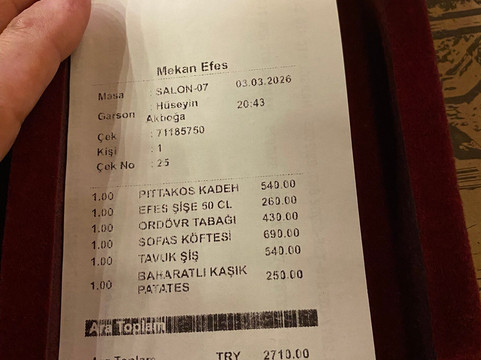 Mekan Efes
Masa : SALON-07 03.03.2026
Garson : Hüseyin Akboğa 20:43
Çek : 71185750
Kişi : 1
Çek No : 25
1.00 PITTAKOS KADEH 540.00
1.00 EFES ŞİŞE 50 CL 260.00
1.00 ORDÖVR TABAĞI 430.00
1.00 SOFAS KÖFTESİ 690.00
1.00 TAVUK ŞİŞ 540.00
1.00 BAHARATLI KAŞIK PATATES 250.00
Ara Toplam
Ara Toplam TRY 2710.00